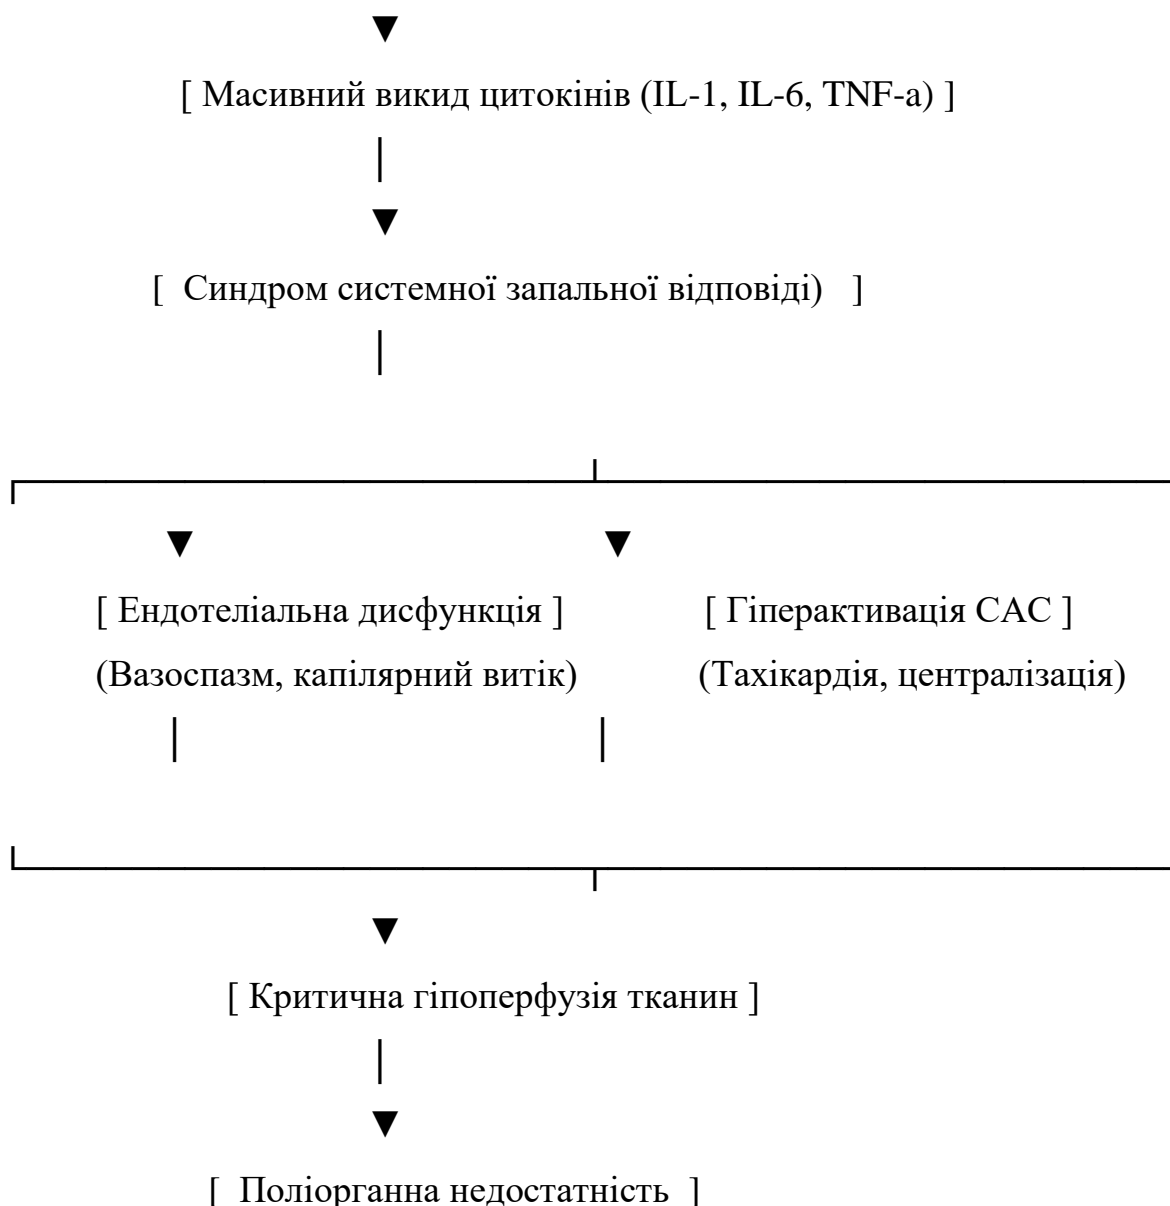 [ Масивний викид цитокінів (IL-1, IL-6, TNF-a) ]
[ Синдром системної запальної відповіді) ]
[ Ендотеліальна дисфункція ] [ Гіперактивація САС ]
(Вазоспазм, капілярний витік) (Тахікардія, централізація)
[ Критична гіпоперфузія тканин ]
[ Поліорганна недостатність ]